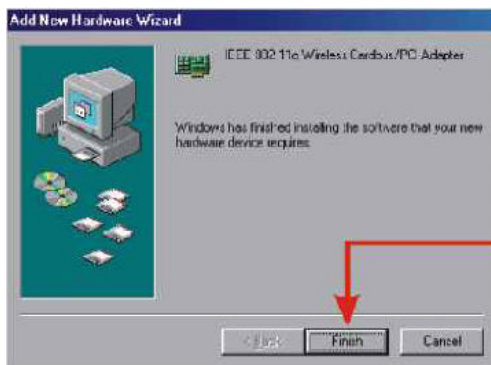 Add New Hardware Wizard
IEEE 802.11g Wireless Cardbus/PCI Adapter
Windows has finished installing the software that your new
hardware device requires.
< Back
Finish
Cancel